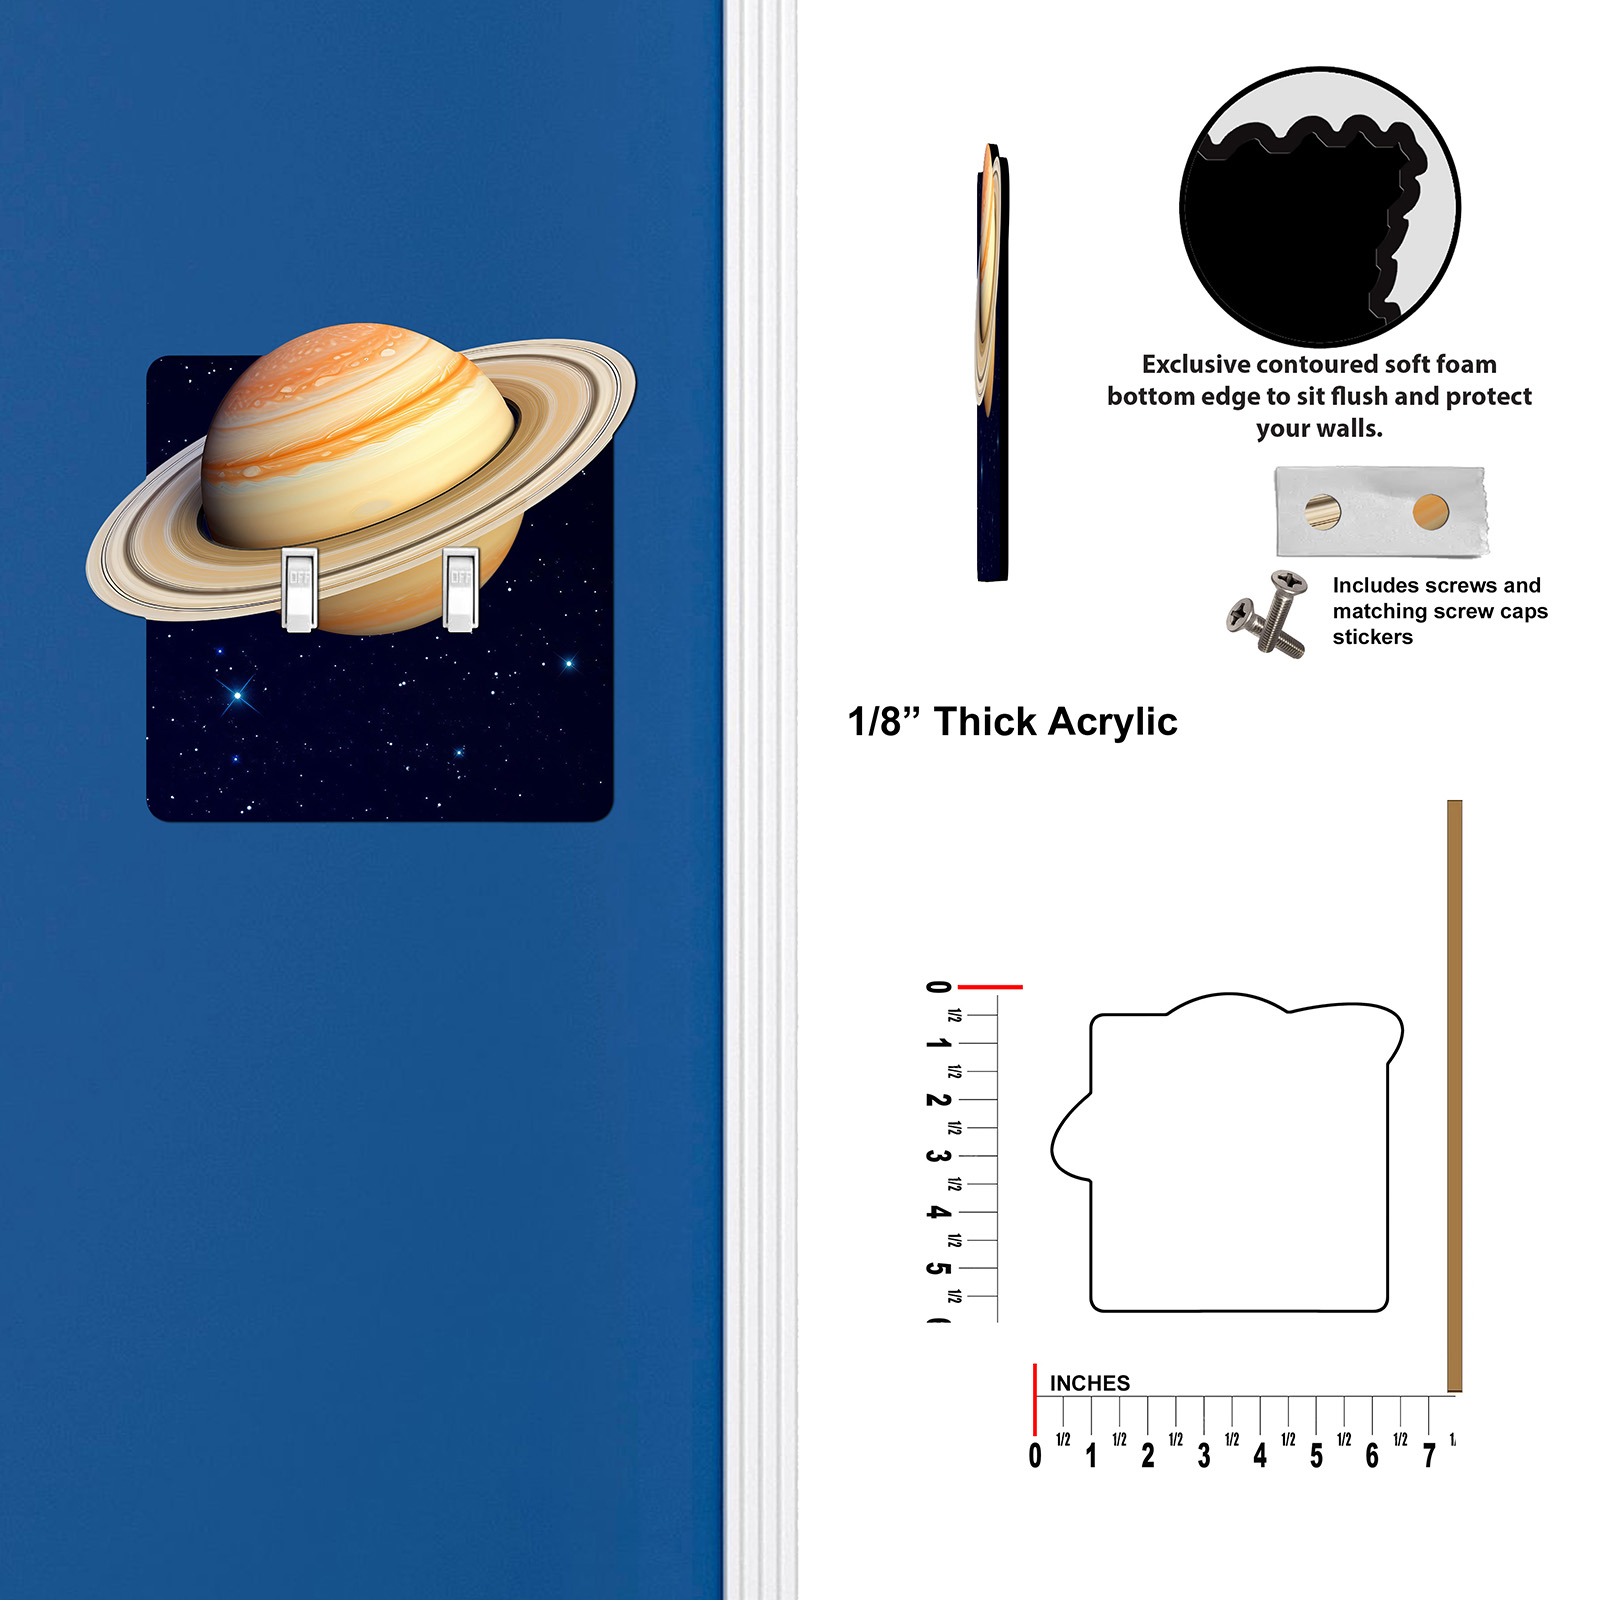 Exclusive contoured soft foam
bottom edge to sit flush and protect
your walls.
OFF
OFF
Includes screws and
matching screw caps
stickers
1/8” Thick Acrylic
0
1/2
1
1/2
2
1/2
3
1/2
4
1/2
5
1/2
INCHES
0 1/2 1 1/2 2 1/2 3 1/2 4 1/2 5 1/2 6 1/2 7